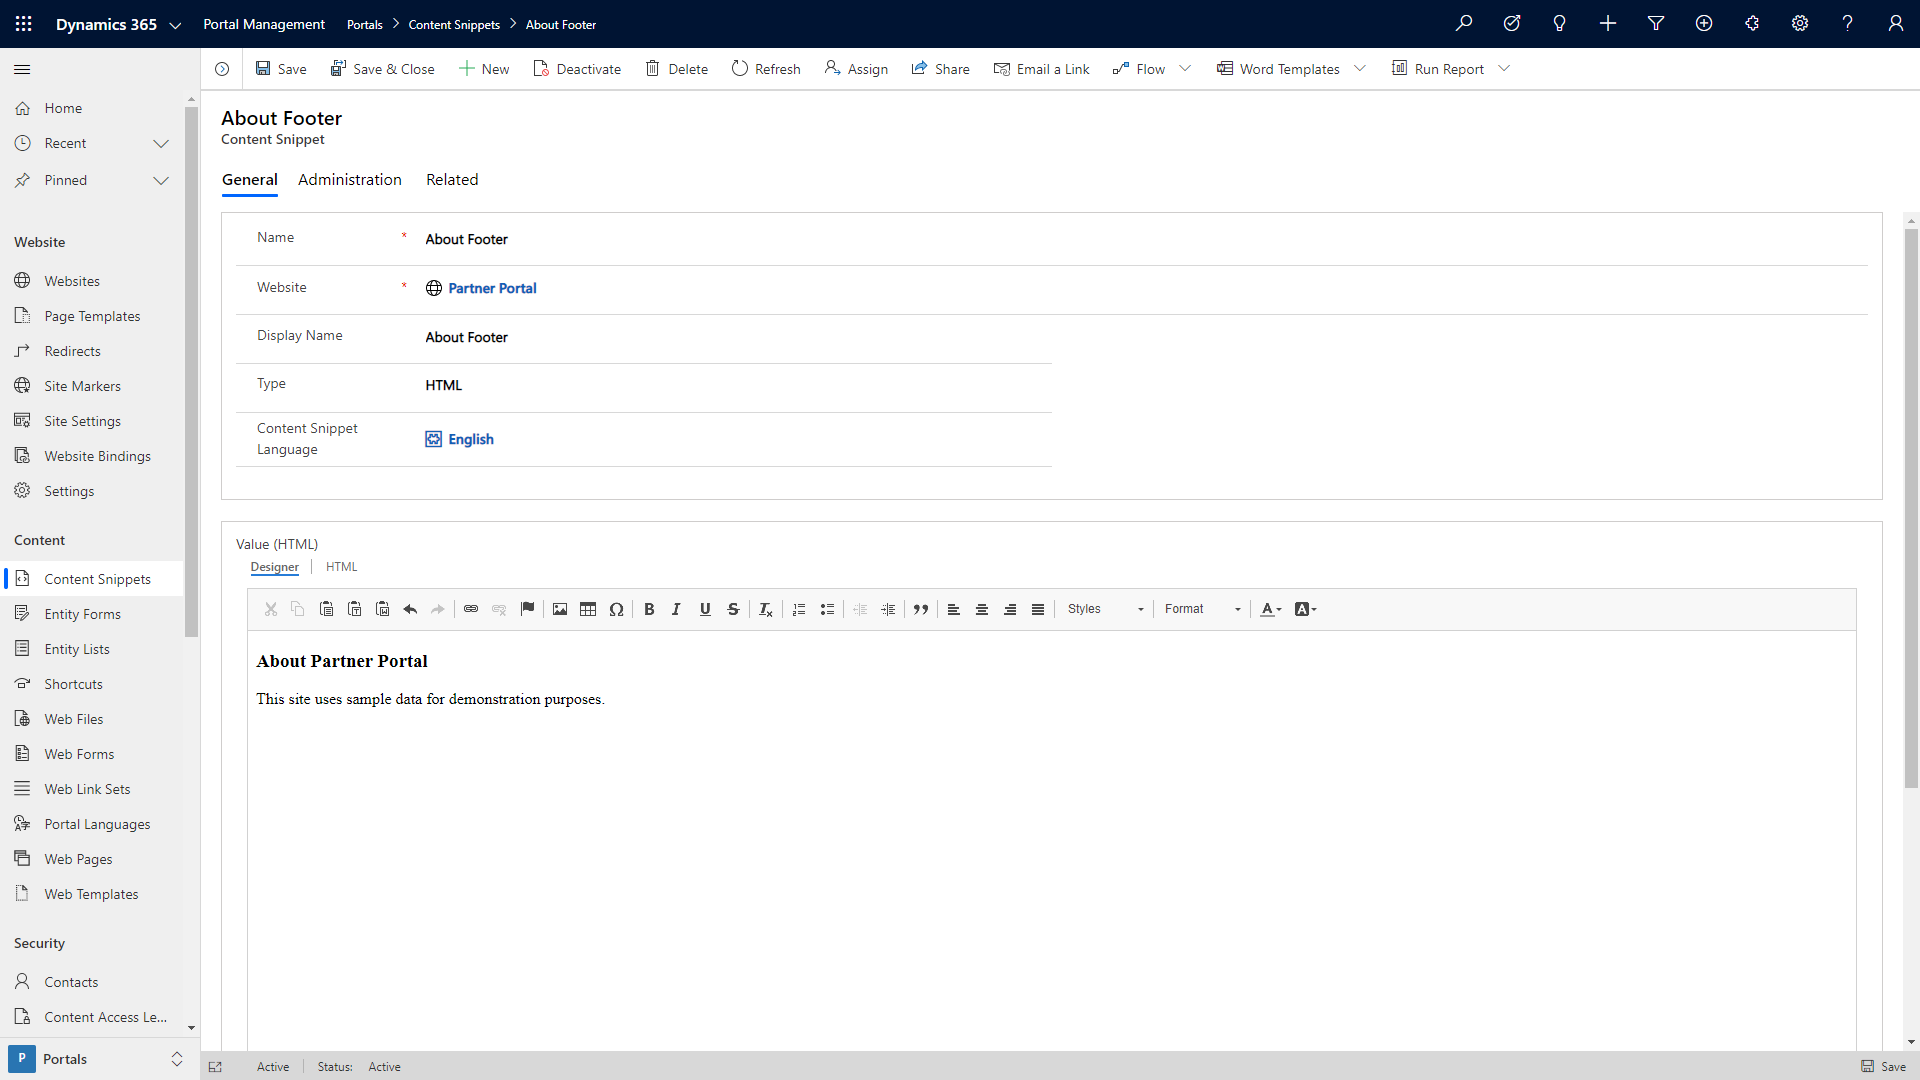 Dynamics 365
Portal Management
Portals > Content Snippets > About Footer
Save
Save & Close
New
Deactivate
Delete
Refresh
Assign
Share
Email a Link
Flow
Word Templates
Run Report
Home
Recent
Pinned
Website
Websites
Page Templates
Redirects
Site Markers
Site Settings
Website Bindings
Settings
Content
Content Snippets
Entity Forms
Entity Lists
Shortcuts
Web Files
Web Forms
Web Link Sets
Portal Languages
Web Pages
Web Templates
Security
Contacts
Content Access Le...
P Portals
About Footer
Content Snippet
General Administration Related
Name * About Footer
Website * Partner Portal
Display Name About Footer
Type HTML
Content Snippet
Language
English
Value (HTML)
Designer | HTML
Styles
Format
About Partner Portal
This site uses sample data for demonstration purposes.
Active
Status: Active
Save